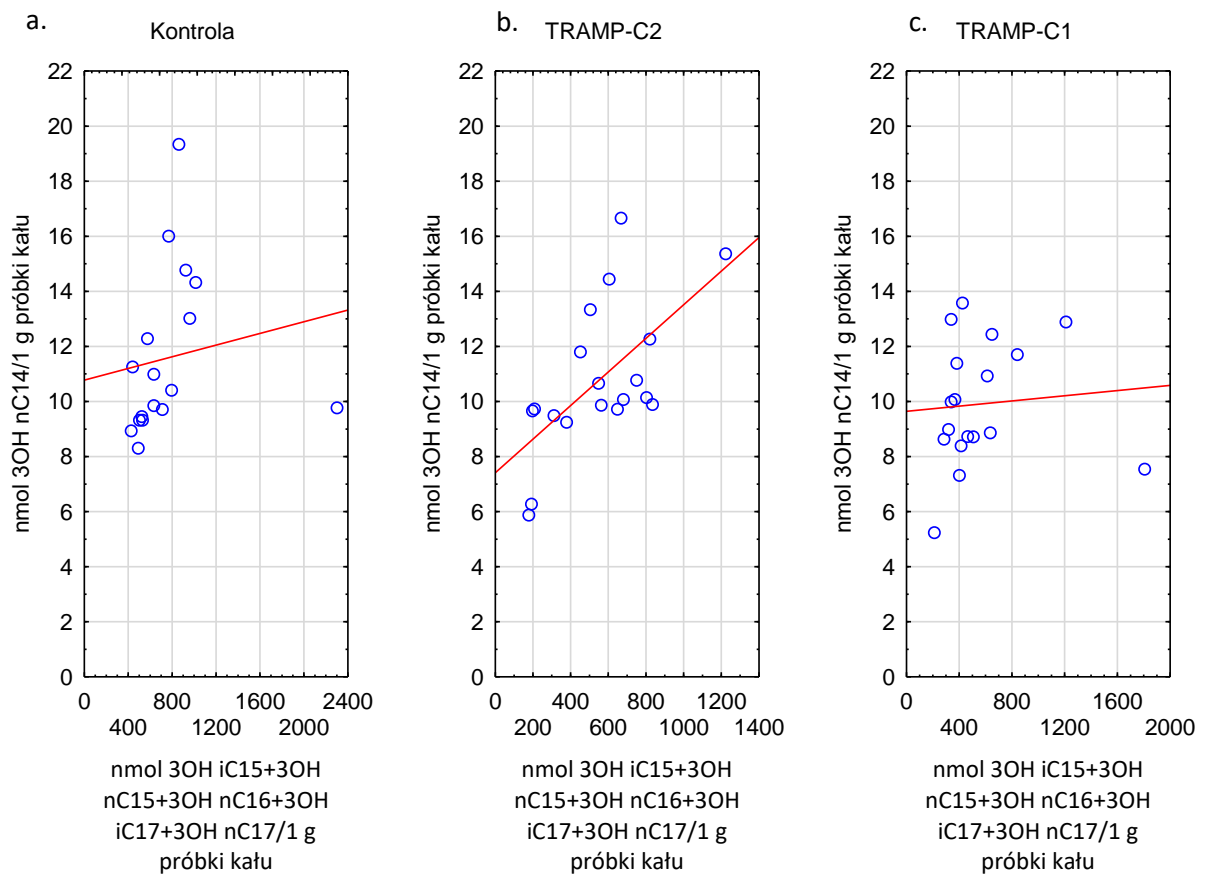 a.
Kontrola
nmol 3OH nC14/1 g próbki kału
22
20
18
16
14
12
10
8
6
4
2
0
0 800 1600 2400
400 1200 2000
nmol 3OH iC15+3OH
nC15+3OH nC16+3OH
iC17+3OH nC17/1 g
próbki kału
b.
TRAMP-C2
nmol 3OH nC14/1 g próbki kału
22
20
18
16
14
12
10
8
6
4
2
0
0 400 800 1200
200 600 1000 1400
nmol 3OH iC15+3OH
nC15+3OH nC16+3OH
iC17+3OH nC17/1 g
próbki kału
c.
TRAMP-C1
nmol 3OH nC14/1 g próbki kału
22
20
18
16
14
12
10
8
6
4
2
0
0 800 1600
400 1200 2000
nmol 3OH iC15+3OH
nC15+3OH nC16+3OH
iC17+3OH nC17/1 g
próbki kału